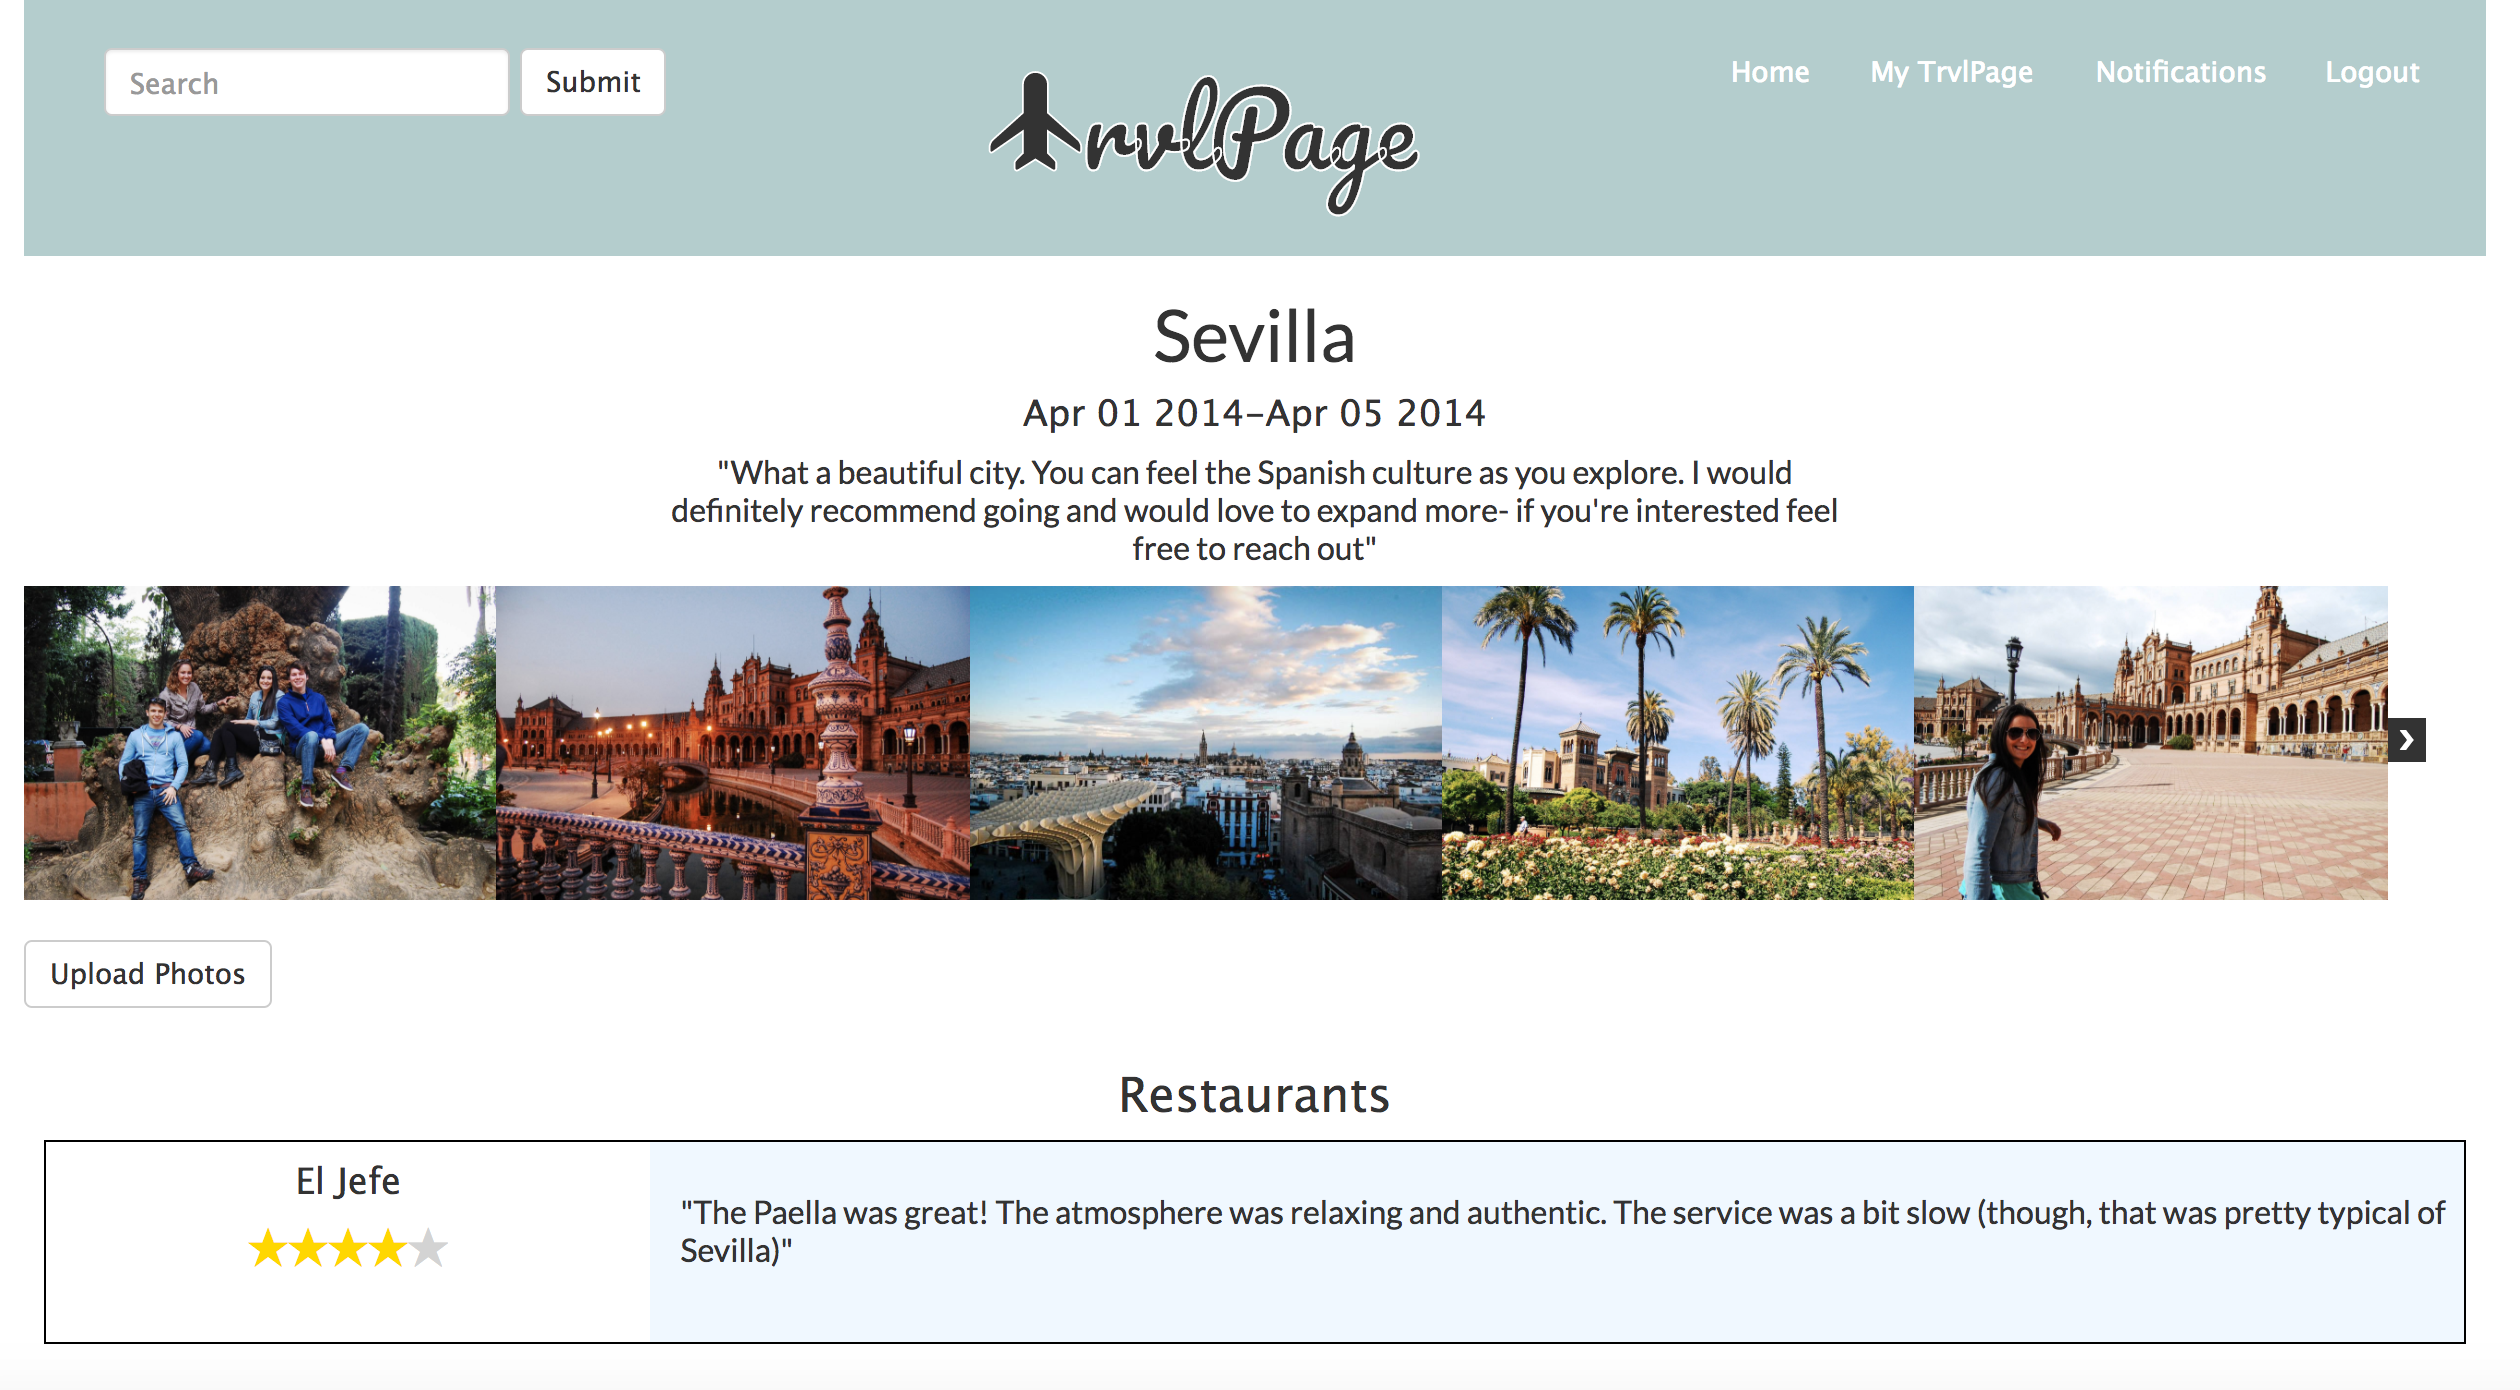 Search
Submit
rvlPage
Home
My TrvlPage
Notifications
Logout
Sevilla
Apr 01 2014–Apr 05 2014
"What a beautiful city. You can feel the Spanish culture as you explore. I would
definitely recommend going and would love to expand more- if you're interested feel
free to reach out"
Upload Photos
Restaurants
El Jefe
"The Paella was great! The atmosphere was relaxing and authentic. The service was a bit slow (though, that was pretty typical of
Sevilla)"